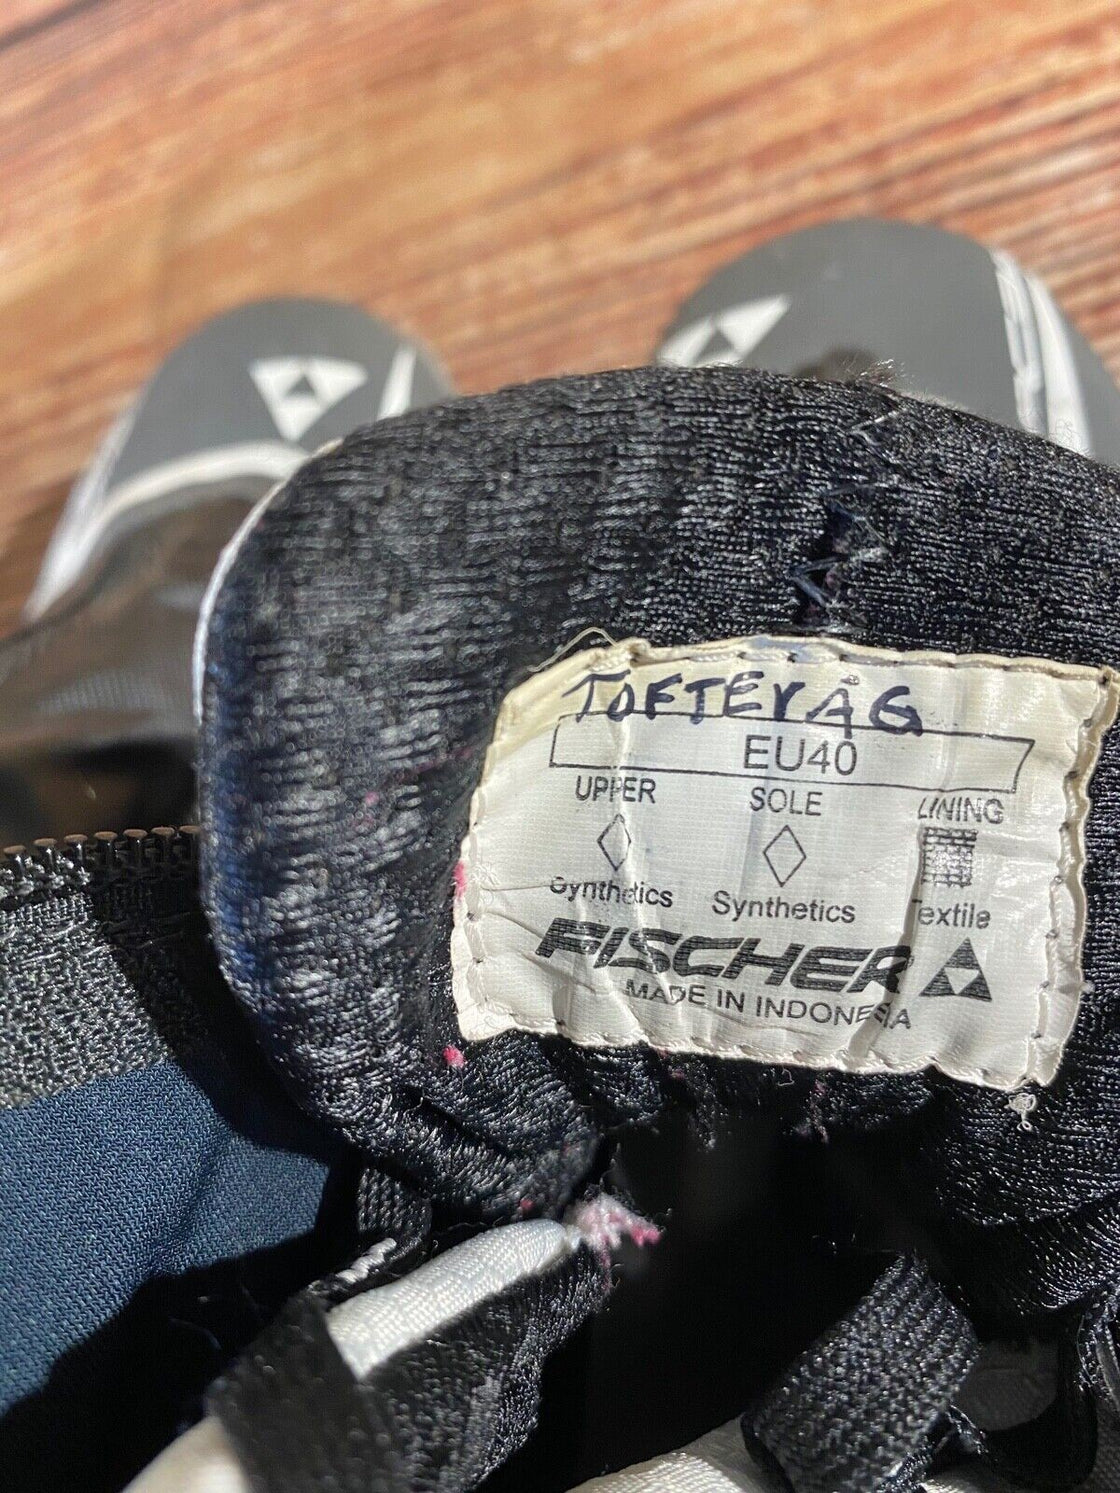 TOFTEVÅG
EU40
UPPER SOLE LINING
Synthetics Synthetics Textile
FISCHER
MADE IN INDONESIA